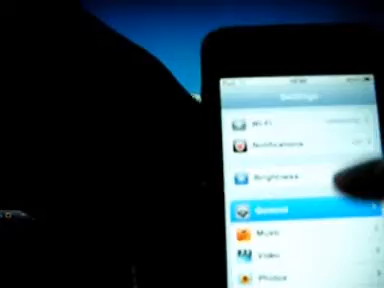 Settings
Wi-Fi
Notifications
Brightness
General
Music
Video
Photos